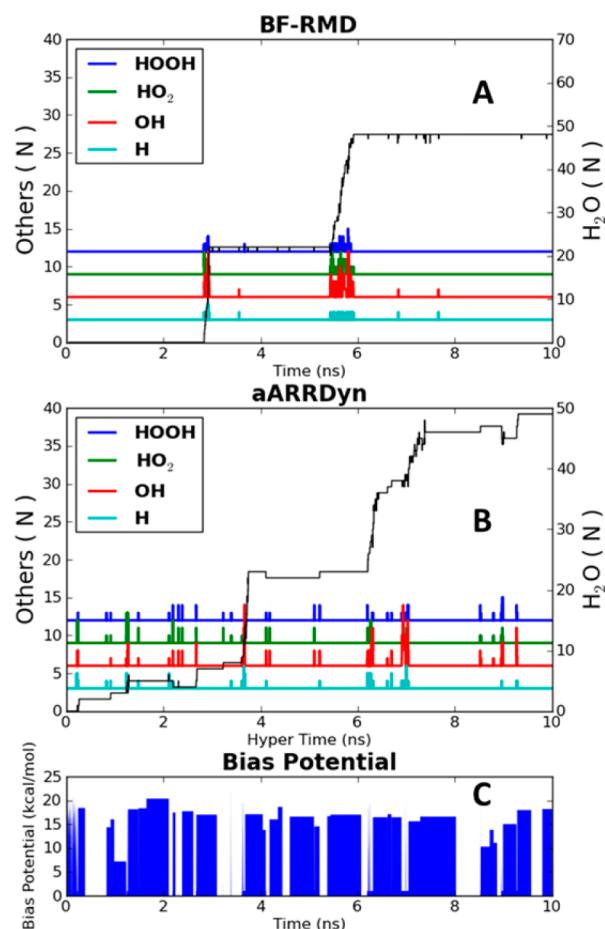 BF-RMD
HOOH
HO₂
OH
H
A
Others ( N )
H₂O ( N )
40
35
30
25
20
15
10
5
0
70
60
50
40
30
20
10
0
0 2 4 6 8 10
Time (ns)
aARRDyn
HOOH
HO₂
OH
H
B
Others ( N )
H₂O ( N )
40
35
30
25
20
15
10
5
0
50
40
30
20
10
0
0 2 4 6 8 10
Hyper Time (ns)
Bias Potential
C
Bias Potential (kcal/mol)
25
20
15
10
5
0
0 2 4 6 8 10
Time (ns)